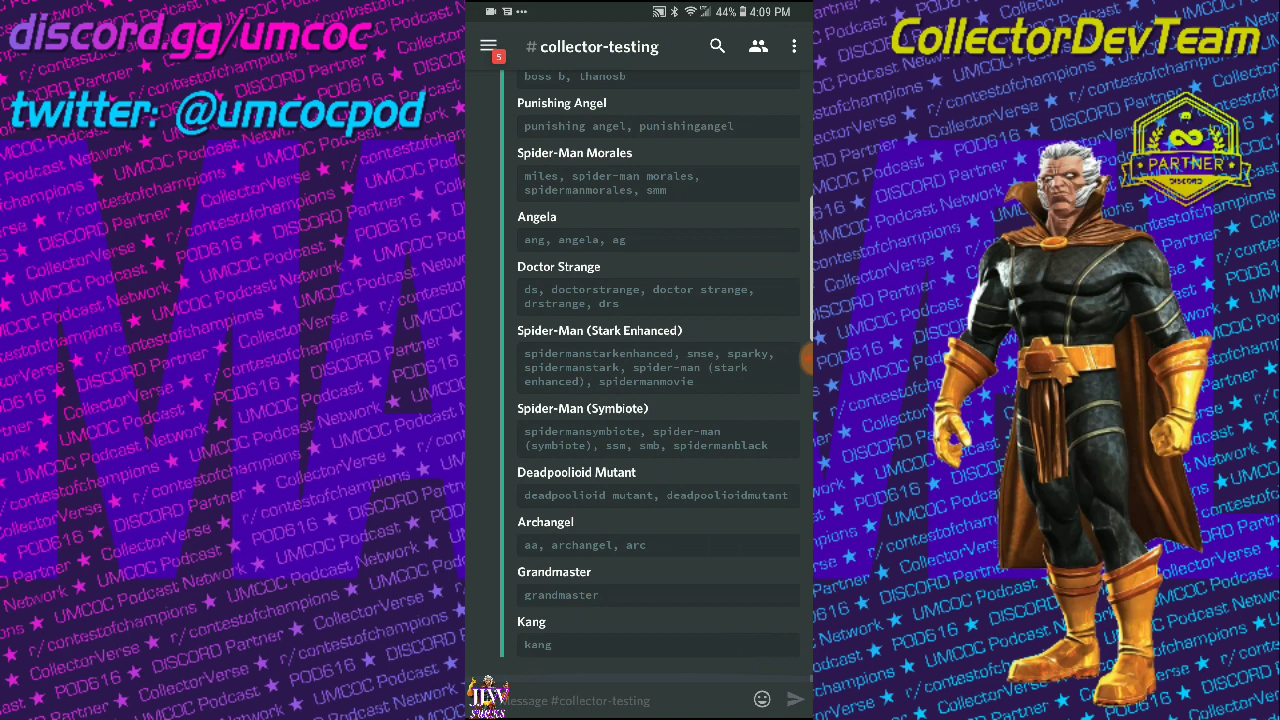 discord.gg/umcoc
twitter: @umcocpod
44% 4:09 PM
# collector-testing
5
boss b, thanosb
Punishing Angel
punishing angel, punishingangel
Spider-Man Morales
miles, spider-man morales,
spidermanmorales, smm
Angela
ang, angela, ag
Doctor Strange
ds, doctorstrange, doctor strange,
drstrange, drs
Spider-Man (Stark Enhanced)
spidermanstarkenhanced, smse, sparky,
spidermanstark, spider-man (stark
enhanced), spidermanmovie
Spider-Man (Symbiote)
spidermansymbiote, spider-man
(symbiote), ssm, smb, spidermanblack
Deadpoolioid Mutant
deadpoolioid mutant, deadpoolioidmutant
Archangel
aa, archangel, arc
Grandmaster
grandmaster
Kang
kang
JJW
SUCKS
Message #collector-testing
CollectorDevTeam
PARTNER
DISCORD